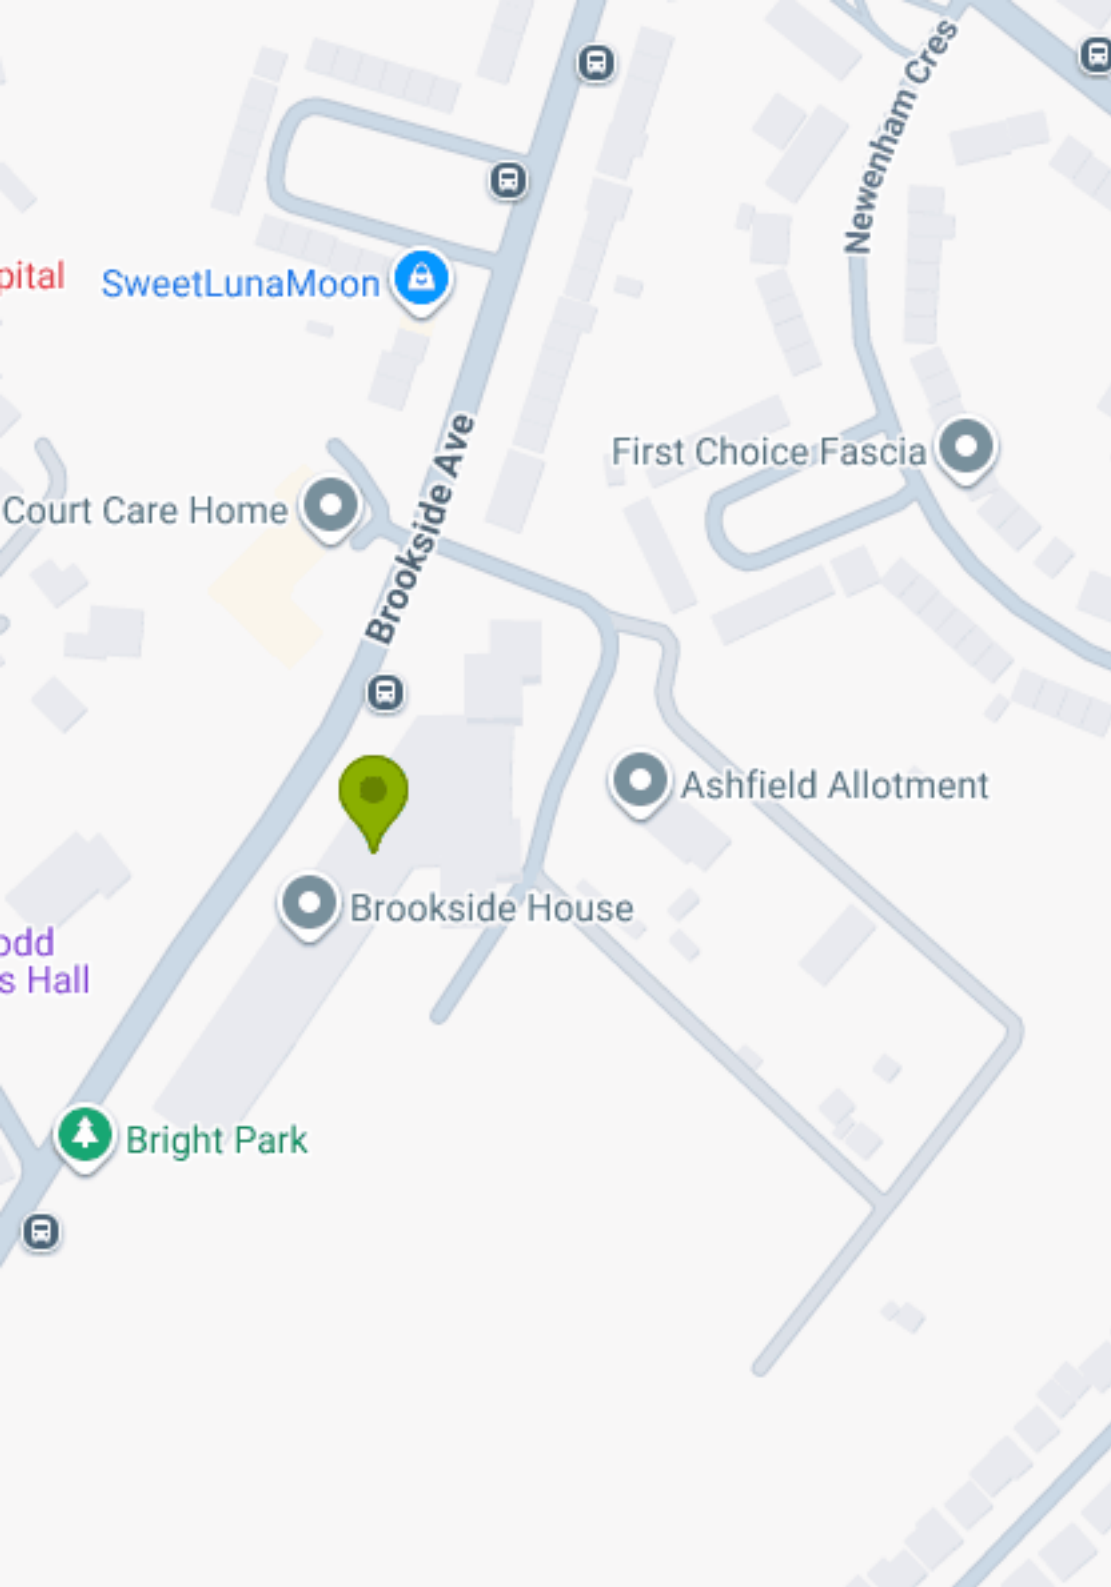 Newenham Cres
pital
SweetLunaMoon
Brookside Ave
First Choice Fascia
Court Care Home
Ashfield Allotment
Brookside House
odd
s Hall
Bright Park